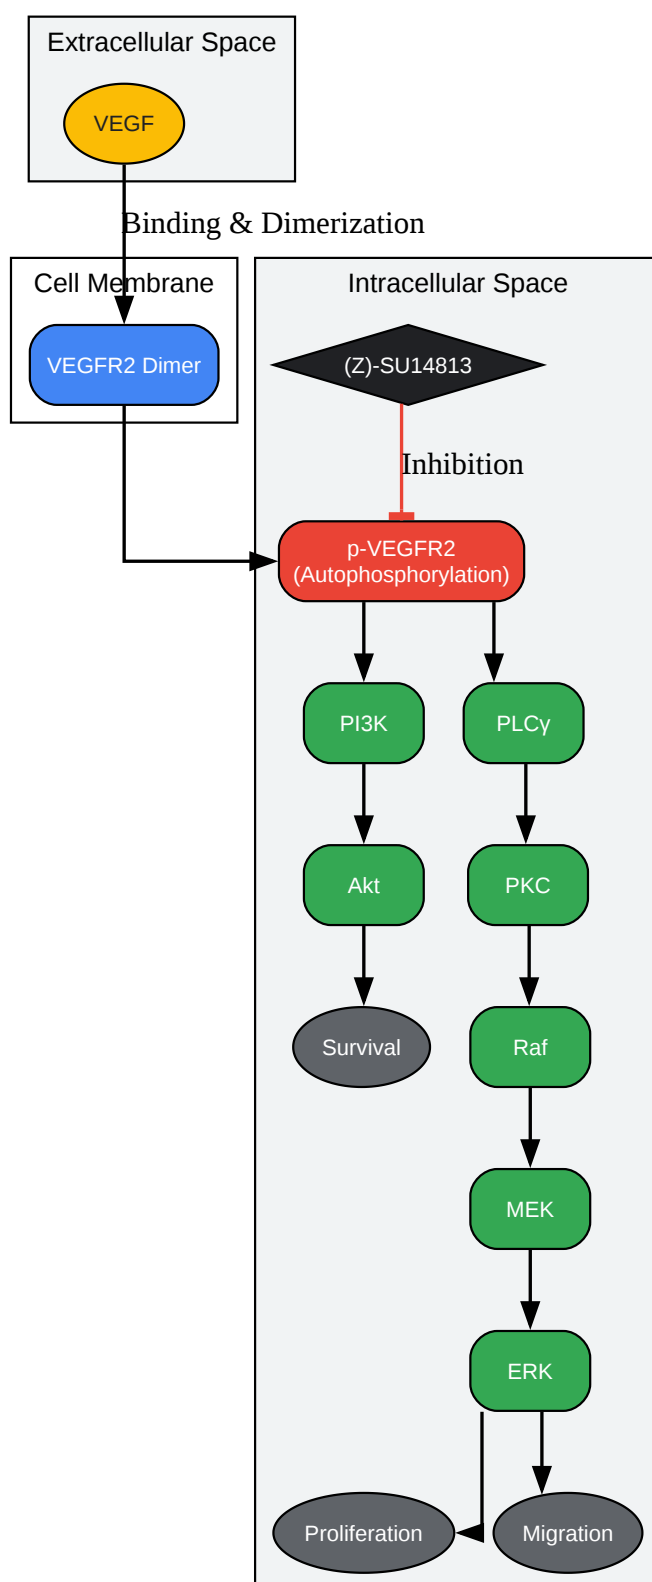 Extracellular Space
VEGF
Binding & Dimerization
Cell Membrane
Intracellular Space
VEGFR2 Dimer
(Z)-SU14813
Inhibition
p-VEGFR2
(Autophosphorylation)
PI3K
PLCγ
Akt
PKC
Survival
Raf
MEK
ERK
Proliferation
Migration